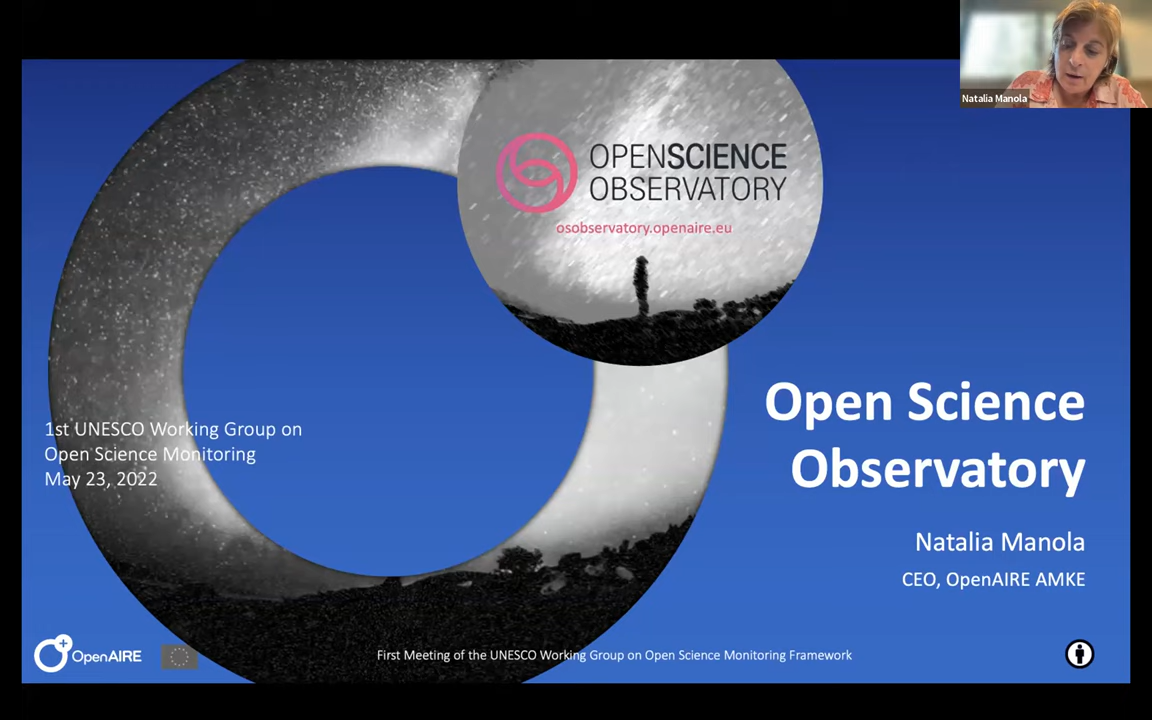 Natalia Manola
OPENSCIENCE
OBSERVATORY
osobservatory.openaire.eu
Open Science
Observatory
1st UNESCO Working Group on
Open Science Monitoring
May 23, 2022
Natalia Manola
CEO, OpenAIRE AMKE
OpenAIRE
First Meeting of the UNESCO Working Group on Open Science Monitoring Framework